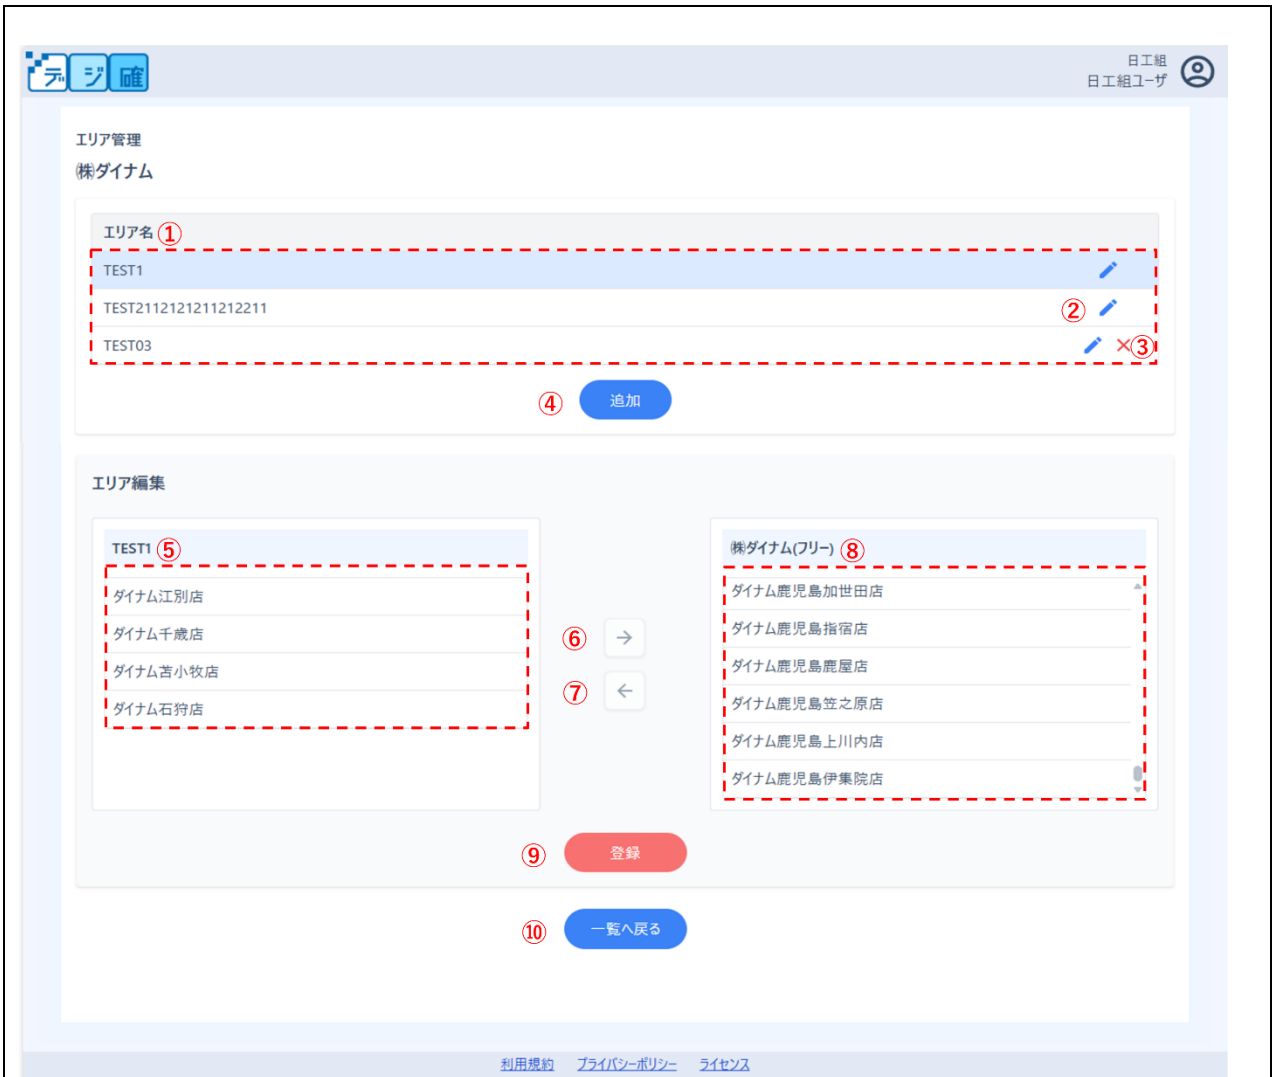 デジ確
日工組
日工組ユーザ
エリア管理
㈱ダイナム
エリア名 ①
TEST1
TEST2112121211212211 ②
TEST03 ③
④ 追加
エリア編集
TEST1 ⑤
ダイナム江別店
ダイナム千歳店
ダイナム苫小牧店
ダイナム石狩店
⑥ →
⑦ ←
㈱ダイナム(フリー) ⑧
ダイナム鹿児島加世田店
ダイナム鹿児島指宿店
ダイナム鹿児島鹿屋店
ダイナム鹿児島笠之原店
ダイナム鹿児島上川内店
ダイナム鹿児島伊集院店
⑨ 登録
⑩ 一覧へ戻る
利用規約 プライバシーポリシー ライセンス